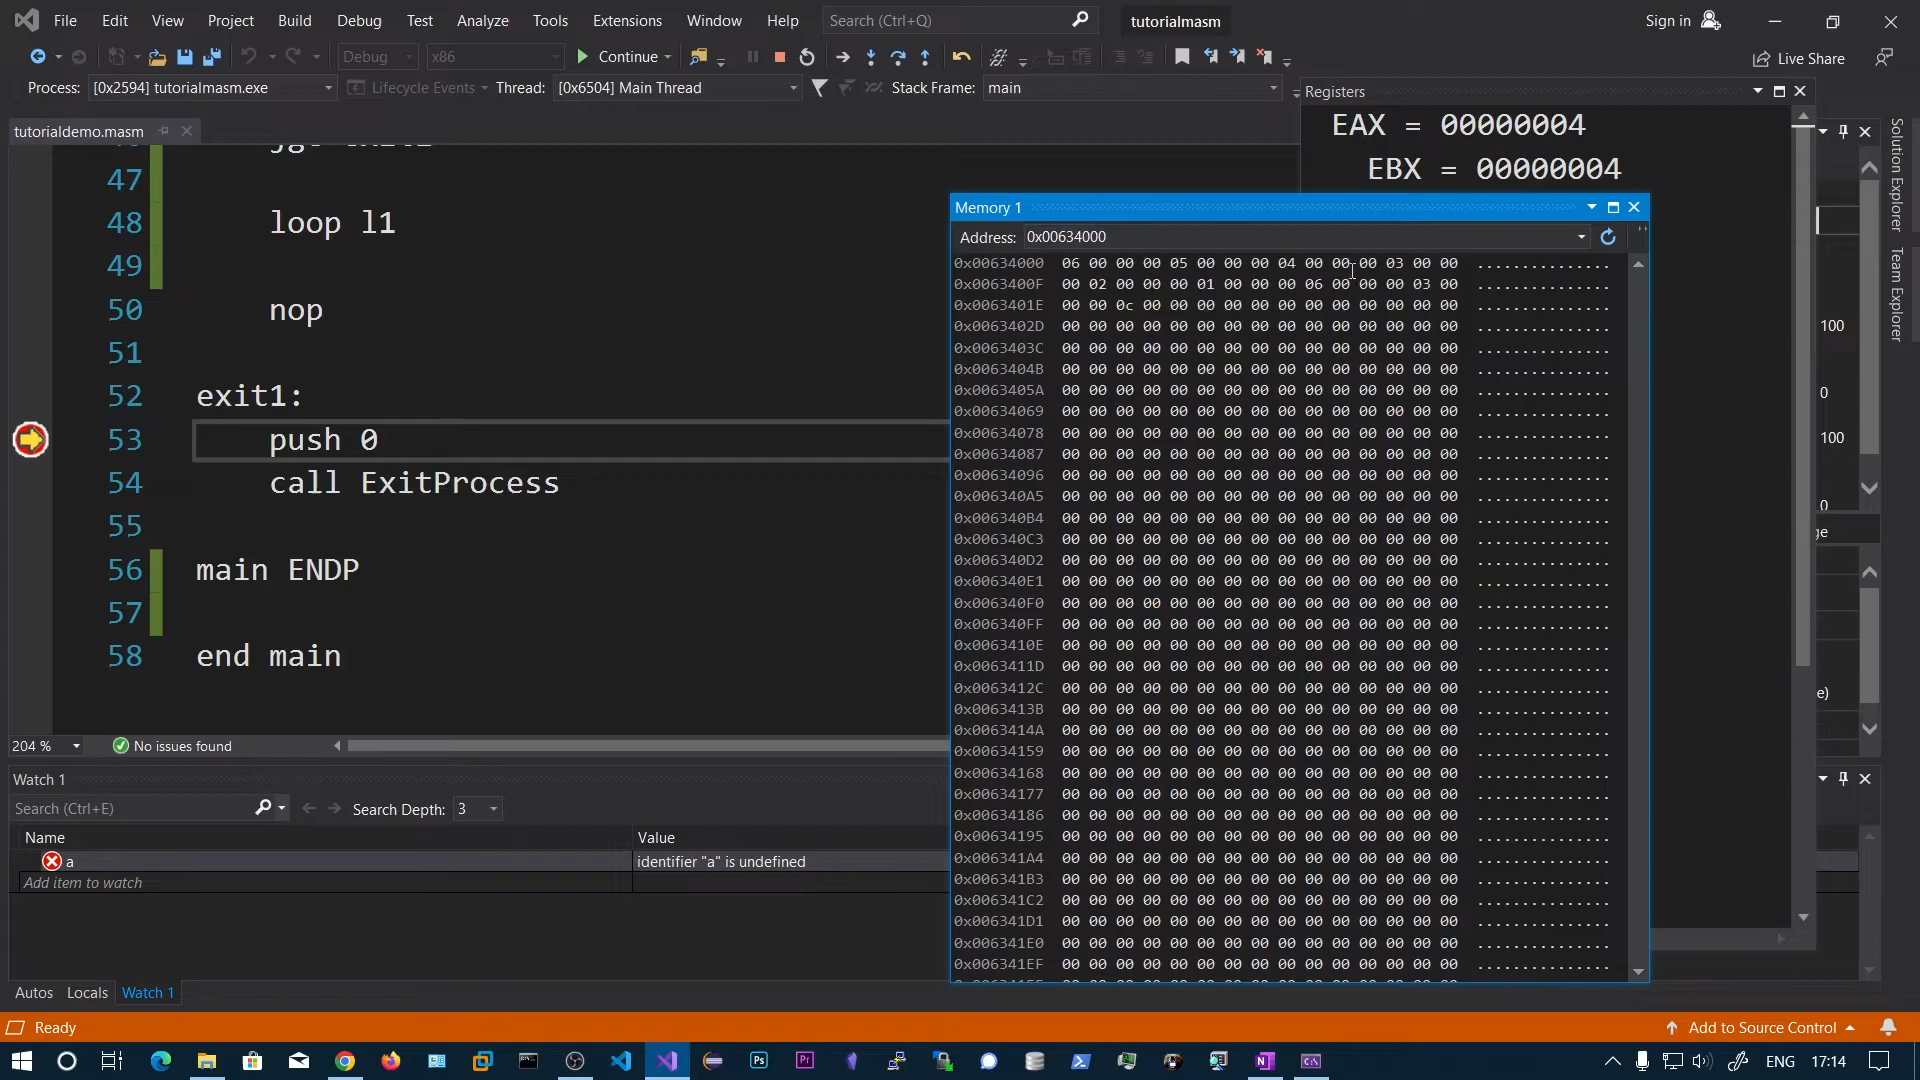 File Edit View Project Build Debug Test Analyze Tools Extensions Window Help Search (Ctrl+Q) tutorialmasm Sign in
Debug x86 Continue Live Share
Process: [0x2594] tutorialmasm.exe Lifecycle Events Thread: [0x6504] Main Thread Stack Frame: main
tutorialdemo.masm
47
48 loop l1
49
50 nop
51
52 exit1:
53 push 0
54 call ExitProcess
55
56 main ENDP
57
58 end main
204 % No issues found
Registers
EAX = 00000004
EBX = 00000004
Memory 1
Address: 0x00634000
0x00634000 06 00 00 00 05 00 00 00 04 00 00 00 03 00 00 ...............
0x0063400F 00 02 00 00 00 01 00 00 00 06 00 00 00 03 00 ...............
0x0063401E 00 00 0c 00 00 00 00 00 00 00 00 00 00 00 00 ...............
0x0063402D 00 00 00 00 00 00 00 00 00 00 00 00 00 00 00 ...............
0x0063403C 00 00 00 00 00 00 00 00 00 00 00 00 00 00 00 ...............
0x0063404B 00 00 00 00 00 00 00 00 00 00 00 00 00 00 00 ...............
0x0063405A 00 00 00 00 00 00 00 00 00 00 00 00 00 00 00 ...............
0x00634069 00 00 00 00 00 00 00 00 00 00 00 00 00 00 00 ...............
0x00634078 00 00 00 00 00 00 00 00 00 00 00 00 00 00 00 ...............
0x00634087 00 00 00 00 00 00 00 00 00 00 00 00 00 00 00 ...............
0x00634096 00 00 00 00 00 00 00 00 00 00 00 00 00 00 00 ...............
0x006340A5 00 00 00 00 00 00 00 00 00 00 00 00 00 00 00 ...............
0x006340B4 00 00 00 00 00 00 00 00 00 00 00 00 00 00 00 ...............
0x006340C3 00 00 00 00 00 00 00 00 00 00 00 00 00 00 00 ...............
0x006340D2 00 00 00 00 00 00 00 00 00 00 00 00 00 00 00 ...............
0x006340E1 00 00 00 00 00 00 00 00 00 00 00 00 00 00 00 ...............
0x006340F0 00 00 00 00 00 00 00 00 00 00 00 00 00 00 00 ...............
0x006340FF 00 00 00 00 00 00 00 00 00 00 00 00 00 00 00 ...............
0x0063410E 00 00 00 00 00 00 00 00 00 00 00 00 00 00 00 ...............
0x0063411D 00 00 00 00 00 00 00 00 00 00 00 00 00 00 00 ...............
0x0063412C 00 00 00 00 00 00 00 00 00 00 00 00 00 00 00 ...............
0x0063413B 00 00 00 00 00 00 00 00 00 00 00 00 00 00 00 ...............
0x0063414A 00 00 00 00 00 00 00 00 00 00 00 00 00 00 00 ...............
0x00634159 00 00 00 00 00 00 00 00 00 00 00 00 00 00 00 ...............
0x00634168 00 00 00 00 00 00 00 00 00 00 00 00 00 00 00 ...............
0x00634177 00 00 00 00 00 00 00 00 00 00 00 00 00 00 00 ...............
0x00634186 00 00 00 00 00 00 00 00 00 00 00 00 00 00 00 ...............
0x00634195 00 00 00 00 00 00 00 00 00 00 00 00 00 00 00 ...............
0x006341A4 00 00 00 00 00 00 00 00 00 00 00 00 00 00 00 ...............
0x006341B3 00 00 00 00 00 00 00 00 00 00 00 00 00 00 00 ...............
0x006341C2 00 00 00 00 00 00 00 00 00 00 00 00 00 00 00 ...............
0x006341D1 00 00 00 00 00 00 00 00 00 00 00 00 00 00 00 ...............
0x006341E0 00 00 00 00 00 00 00 00 00 00 00 00 00 00 00 ...............
0x006341EF 00 00 00 00 00 00 00 00 00 00 00 00 00 00 00 ...............
Solution Explorer
Team Explorer
100
0
100
0
ge
e)
Watch 1
Search (Ctrl+E) Search Depth: 3
Name Value
a identifier "a" is undefined
Add item to watch
Autos Locals Watch 1
Ready Add to Source Control
Ps Pr ENG 17:14